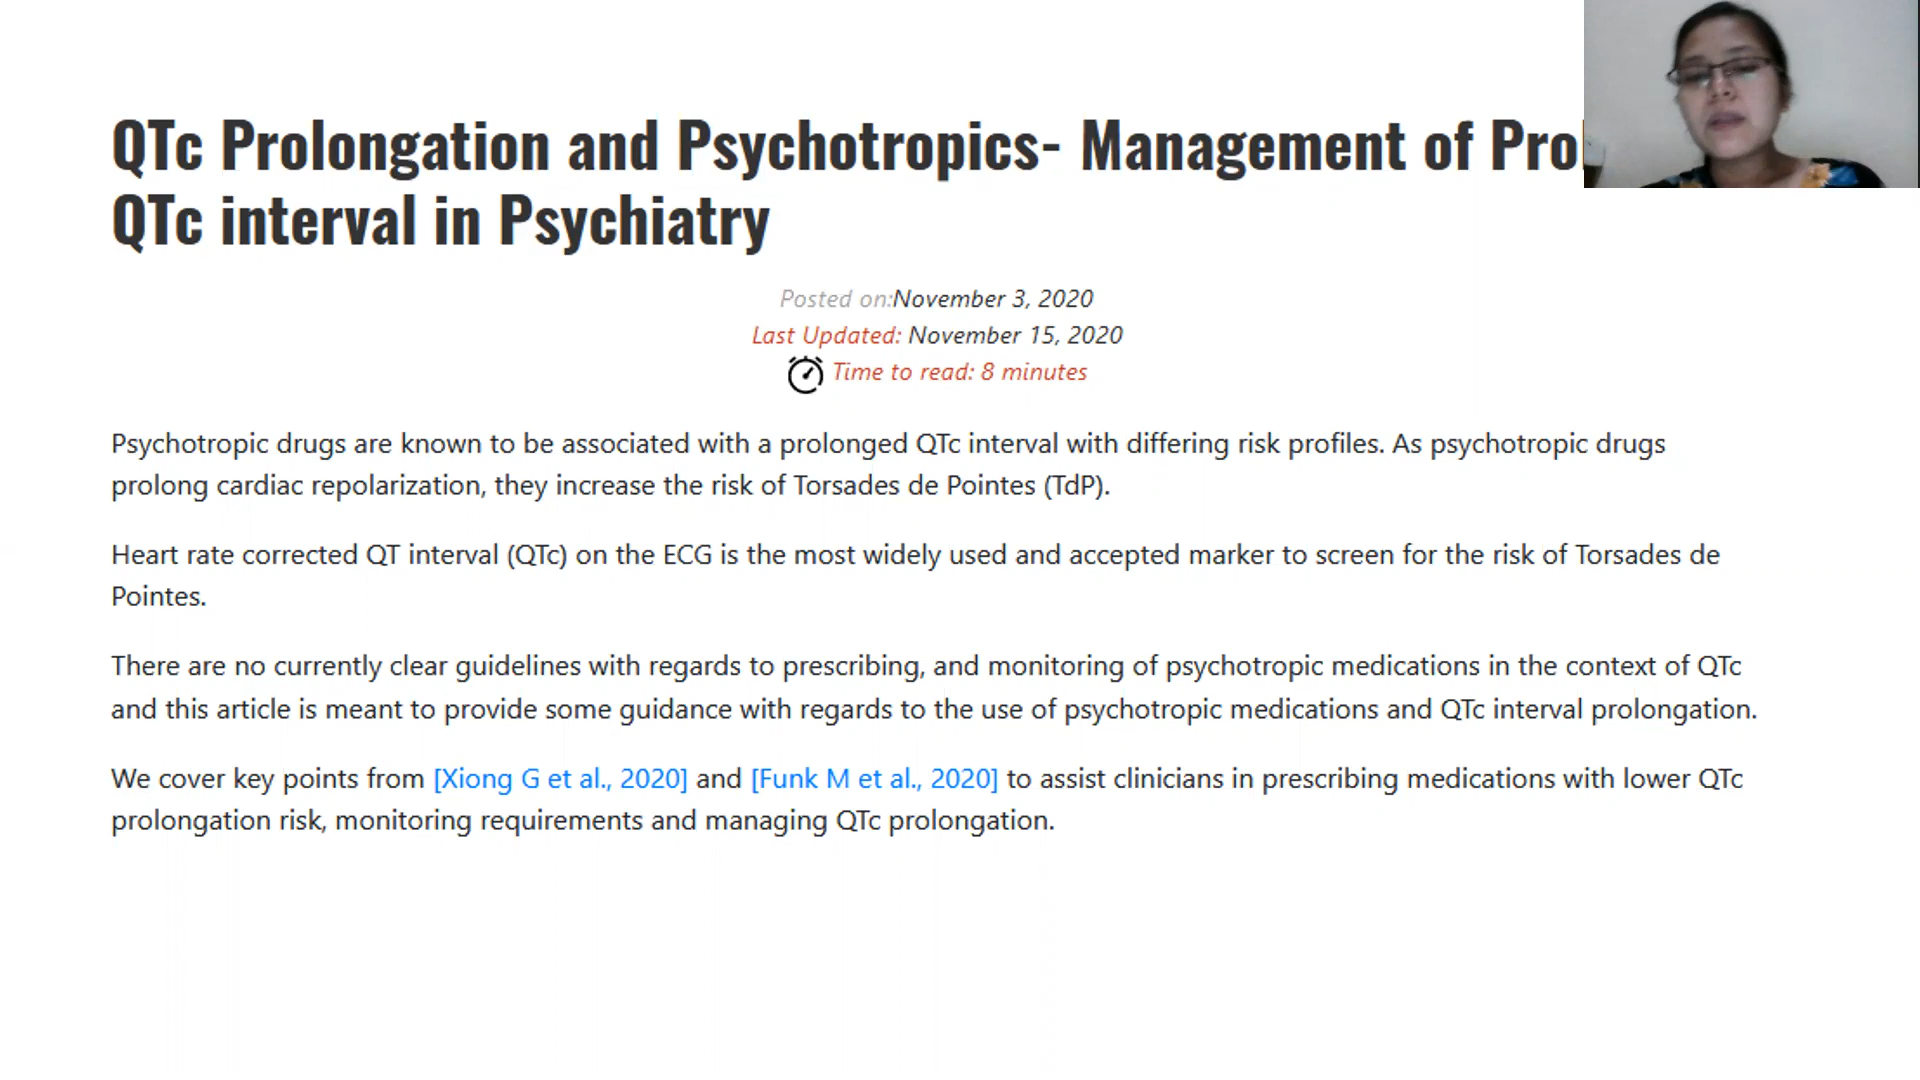 QTc Prolongation and Psychotropics- Management of
QTc interval in Psychiatry
Posted on:November 3, 2020
Last Updated: November 15, 2020
Time to read: 8 minutes
Psychotropic drugs are known to be associated with a prolonged QTc interval with differing risk profiles. As psychotropic drugs
prolong cardiac repolarization, they increase the risk of Torsades de Pointes (TdP).
Heart rate corrected QT interval (QTc) on the ECG is the most widely used and accepted marker to screen for the risk of Torsades de
Pointes.
There are no currently clear guidelines with regards to prescribing, and monitoring of psychotropic medications in the context of QTc
and this article is meant to provide some guidance with regards to the use of psychotropic medications and QTc interval prolongation.
We cover key points from [Xiong G et al., 2020] and [Funk M et al., 2020] to assist clinicians in prescribing medications with lower QTc
prolongation risk, monitoring requirements and managing QTc prolongation.